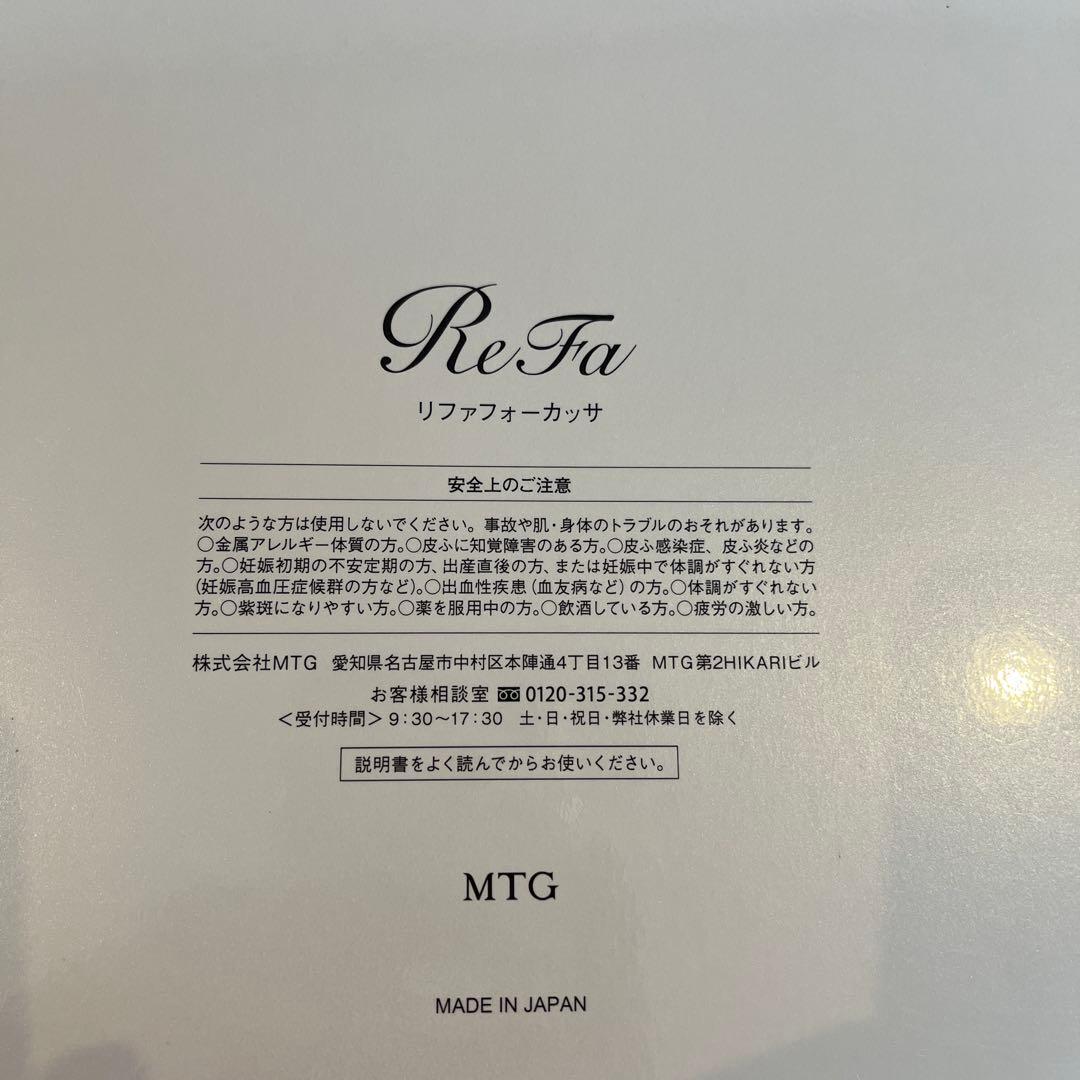 ReFa
リファフォーカッサ
安全上のご注意
次のような方は使用しないでください。事故や肌・身体のトラブルのおそれがあります。
〇金属アレルギー体質の方。〇皮ふに知覚障害のある方。〇皮ふ感染症、皮ふ炎などの
方。〇妊娠初期の不安定期の方、出産直後の方、または妊娠中で体調がすぐれない方
(妊娠高血圧症候群の方など)。〇出血性疾患(血友病など)の方。〇体調がすぐれない
方。〇紫斑になりやすい方。〇薬を服用中の方。〇飲酒している方。〇疲労の激しい方。
株式会社MTG 愛知県名古屋市中村区本陣通4丁目13番 MTG第2HIKARIビル
お客様相談室 0120-315-332
＜受付時間＞9:30〜17:30 土・日・祝日・弊社休業日を除く
説明書をよく読んでからお使いください。
MTG
MADE IN JAPAN